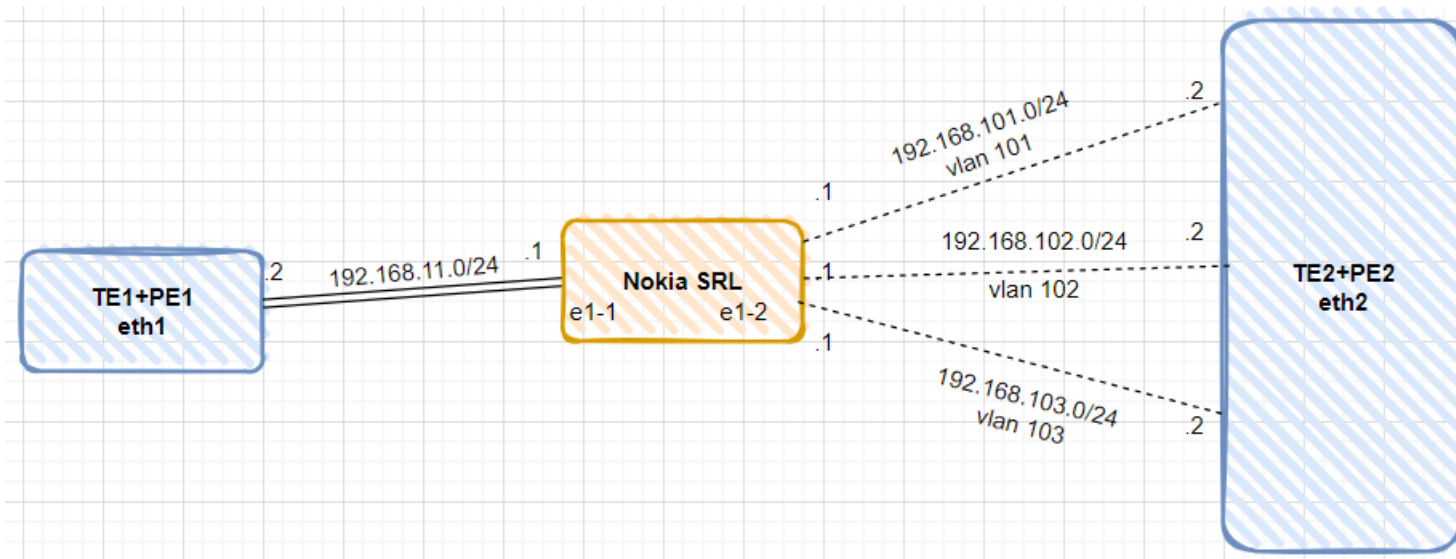 TE1+PE1
eth1
.2
192.168.11.0/24
.1
Nokia SRL
e1-1
e1-2
.1
192.168.101.0/24
vlan 101
.2
.1
192.168.102.0/24
vlan 102
.2
.1
192.168.103.0/24
vlan 103
.2
TE2+PE2
eth2